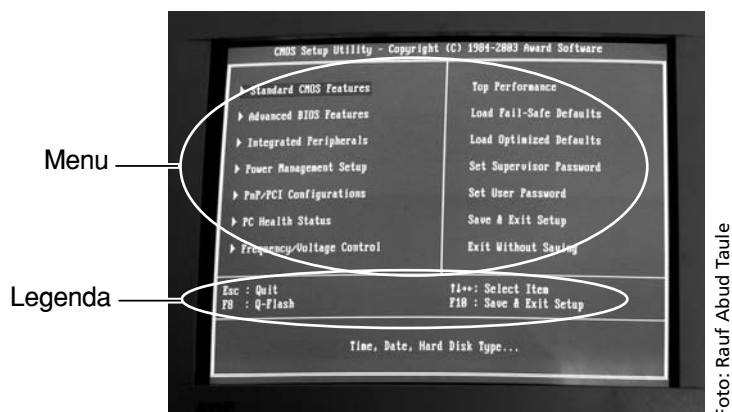 CMOS Setup Utility - Copyright (C) 1984-2003 Award Software
Standard CMOS Features
Advanced BIOS Features
Integrated Peripherals
Power Management Setup
PnP/PCI Configurations
PC Health Status
Frequency/Voltage Control
Top Performance
Load Fail-Safe Defaults
Load Optimized Defaults
Set Supervisor Password
Set User Password
Save & Exit Setup
Exit Without Saving
Esc : Quit
F8 : Q-Flash
↑↓→←: Select Item
F10 : Save & Exit Setup
Time, Date, Hard Disk Type...
Menu
Legenda
Foto: Rauf Abud Taule